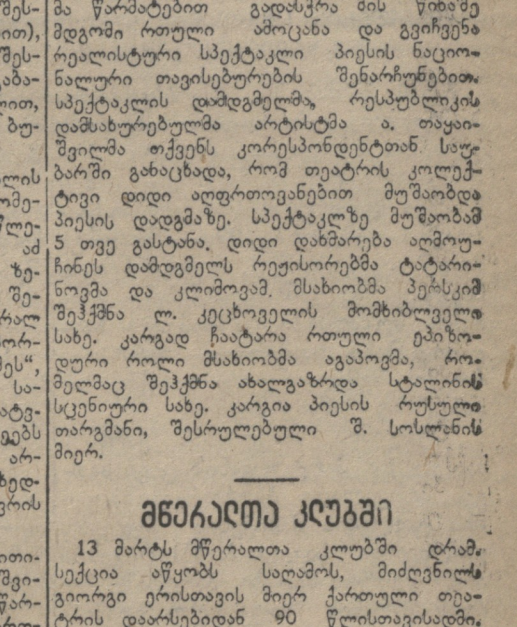 მა წარმატებით გადასჭრა მის წინაშე
მდგომი რთული ამოცანა და გვიჩვენა
რეალისტური სპექტაკლი პიესის ნაციო-
ნალური თავისებურების შენარჩუნებით.
სპექტაკლის დამდგმელმა, რესპუბლიკის
დამსახურებულმა არტისტმა ა. თაყაი-
შვილმა თქვენს კორესპონდენტთან საუ-
ბარში განაცხადა, რომ თეატრის კოლექ-
ტივი დიდი აღფრთოვანებით მუშაობდა
პიესის დადგმაზე. სპექტაკლზე მუშაობამ
5 თვე გასტანა. დიდი დახმარება აღმოუ-
ჩინეს დამდგმელს რეჟისორებმა ტატარი-
ნოვმა და კლიმოვამ. მსახიობმა პერსკიმ
შეჰქმნა ლ. კეცხოველის მომხიბლველი
სახე. კარგად ჩაატარა რთული ეპიზო-
დური როლი მსახიობმა აგაპოვმა, რო-
მელმაც შეჰქმნა ახალგაზრდა სტალინის
სცენიური სახე. კარგია პიესის რუსული
თარგმანი, შესრულებული შ. სოსლანის
მიერ.
მწერალთა კლუბში
13 მარტს მწერალთა კლუბში დრამ.
სექცია აწყობს საღამოს, მიძღვნილს
გიორგი ერისთავის მიერ ქართული თეა-
ტრის დაარსებიდან 90 წლისთავისადმი.